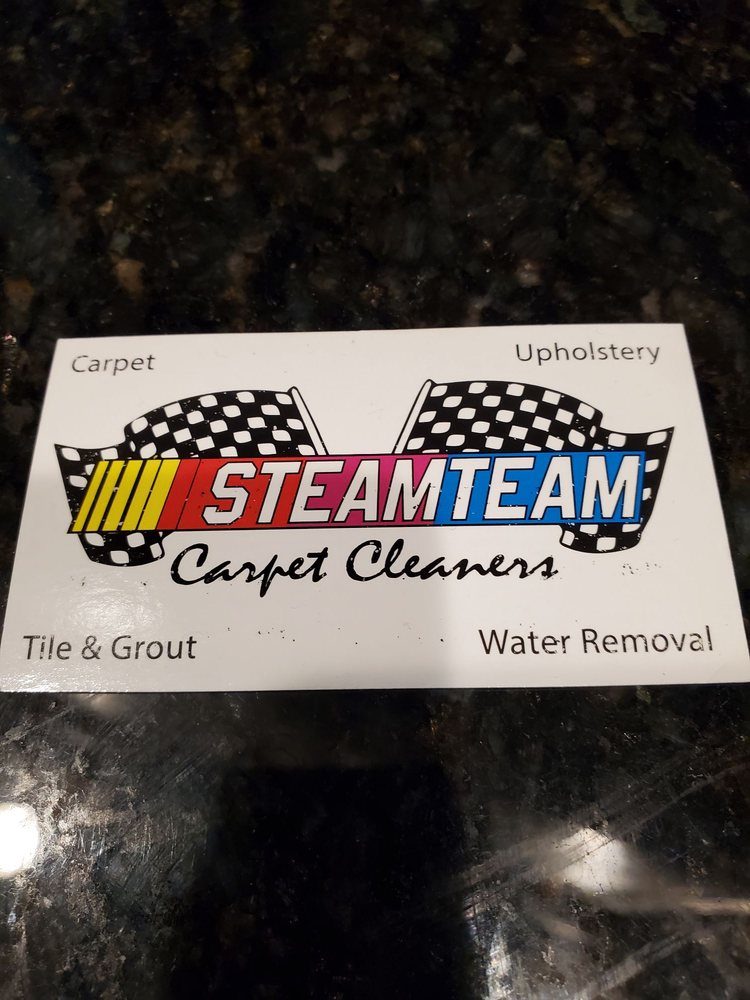 Carpet
Upholstery
STEAMTEAM
Carpet Cleaners
Tile & Grout
Water Removal